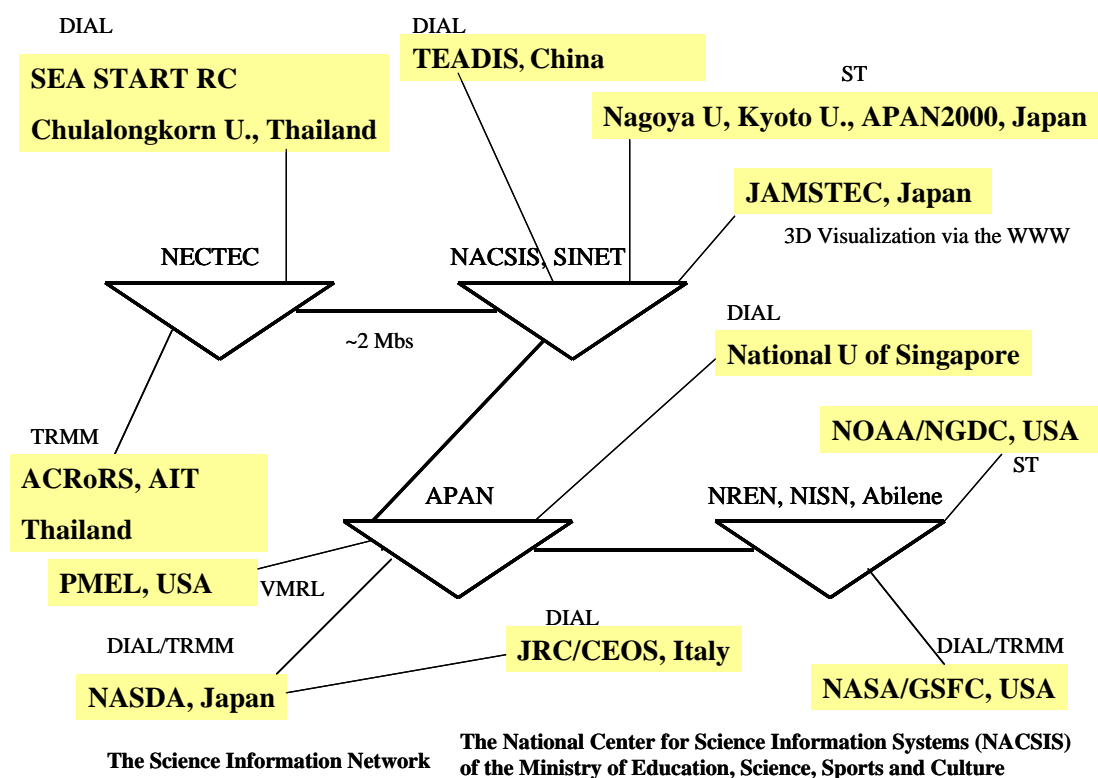 DIAL
SEA START RC
Chulalongkorn U., Thailand
DIAL
TEADIS, China
ST
Nagoya U, Kyoto U., APAN2000, Japan
JAMSTEC, Japan
3D Visualization via the WWW
NECTEC
NACSIS, SINET
~2 Mbs
DIAL
National U of Singapore
NOAA/NGDC, USA
ST
TRMM
ACRoRS, AIT
Thailand
APAN
NREN, NISN, Abilene
PMEL, USA
VMRL
DIAL/TRMM
NASDA, Japan
DIAL
JRC/CEOS, Italy
DIAL/TRMM
NASA/GSFC, USA
The Science Information Network
The National Center for Science Information Systems (NACSIS)
of the Ministry of Education, Science, Sports and Culture